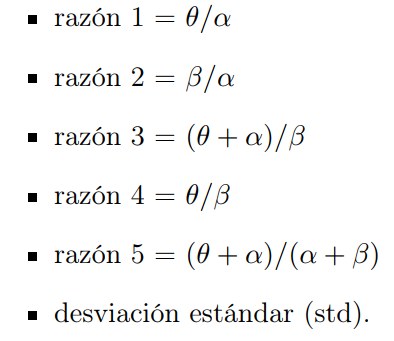 ▪ razón 1 = θ/α
▪ razón 2 = β/α
▪ razón 3 = (θ + α)/β
▪ razón 4 = θ/β
▪ razón 5 = (θ + α)/(α + β)
▪ desviación estándar (std).